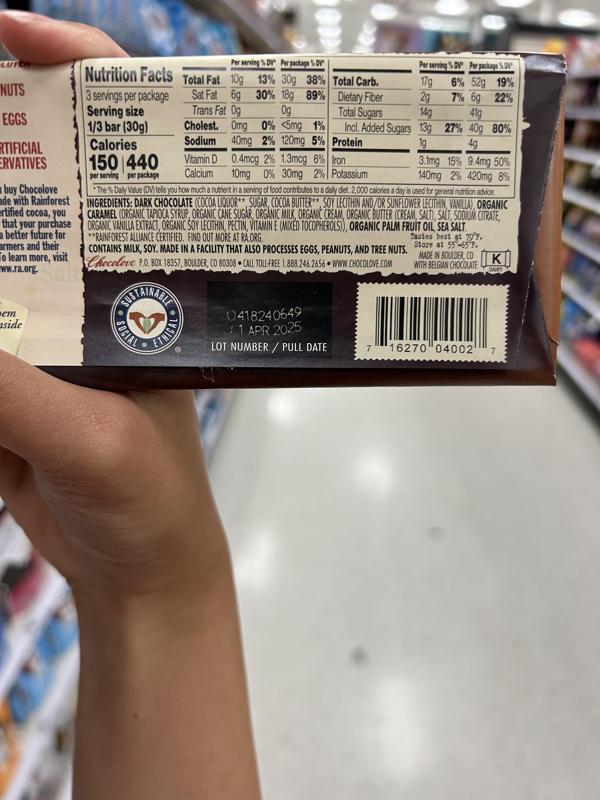 NUTS
EGGS
buy Chocolove
with Rainforest
cocoa, you
that your purchase
better future for
and their
learn more, visit
www.ra.org.
Nutrition Facts
3 servings per package
Serving size
1/3 bar (30g)
Calories
150 440
per serving per package
Per serving % DV* Per package % DV*
Total Fat 10g 13% 30g 38%
Sat Fat 6g 30% 18g 89%
Trans Fat 0g 0g
Cholest. 0mg 0% <5mg 1%
Sodium 40mg 2% 120mg 5%
Vitamin D 0.4mcg 2% 1.3mcg 6%
Calcium 10mg 0% 30mg 2%
Per serving % DV* Per package % DV*
Total Carb. 17g 6% 52g 19%
Dietary Fiber 2g 7% 6g 22%
Total Sugars 14g 41g
Incl. Added Sugars 13g 27% 40g 80%
Protein 1g 4g
Iron 3.1mg 15% 9.4mg 50%
Potassium 140mg 2% 420mg 8%
*The % Daily Value (DV) tells you how much a nutrient in a serving of food contributes to a daily diet. 2,000 calories a day is used for general nutrition advice.
INGREDIENTS: DARK CHOCOLATE (COCOA LIQUOR**, SUGAR, COCOA BUTTER**, SOY LECITHIN AND/OR SUNFLOWER LECITHIN, VANILLA), ORGANIC
CARAMEL (ORGANIC TAPIOCA SYRUP, ORGANIC CANE SUGAR, ORGANIC MILK, ORGANIC CREAM, ORGANIC BUTTER (CREAM, SALT), SALT, SODIUM CITRATE,
ORGANIC VANILLA EXTRACT, ORGANIC SOY LECITHIN, PECTIN, VITAMIN E (MIXED TOCOPHEROLS)), ORGANIC PALM FRUIT OIL, SEA SALT.
**RAINFOREST ALLIANCE CERTIFIED. FIND OUT MORE AT RA.ORG.
CONTAINS MILK, SOY. MADE IN A FACILITY THAT ALSO PROCESSES EGGS, PEANUTS, AND TREE NUTS.
Chocolove P.O. BOX 18357, BOULDER, CO 80308 • CALL TOLL-FREE 1.888.246.2656 • WWW.CHOCOLOVE.COM
Tastes best at 70°F.
Store at 55-65°F.
MADE IN BOULDER, CO
WITH BELGIAN CHOCOLATE
K
DAIRY
SUSTAINABLE
SOCIAL ETHICAL
®
0418240649
1 APR 2025
LOT NUMBER / PULL DATE
7 16270 04002 7